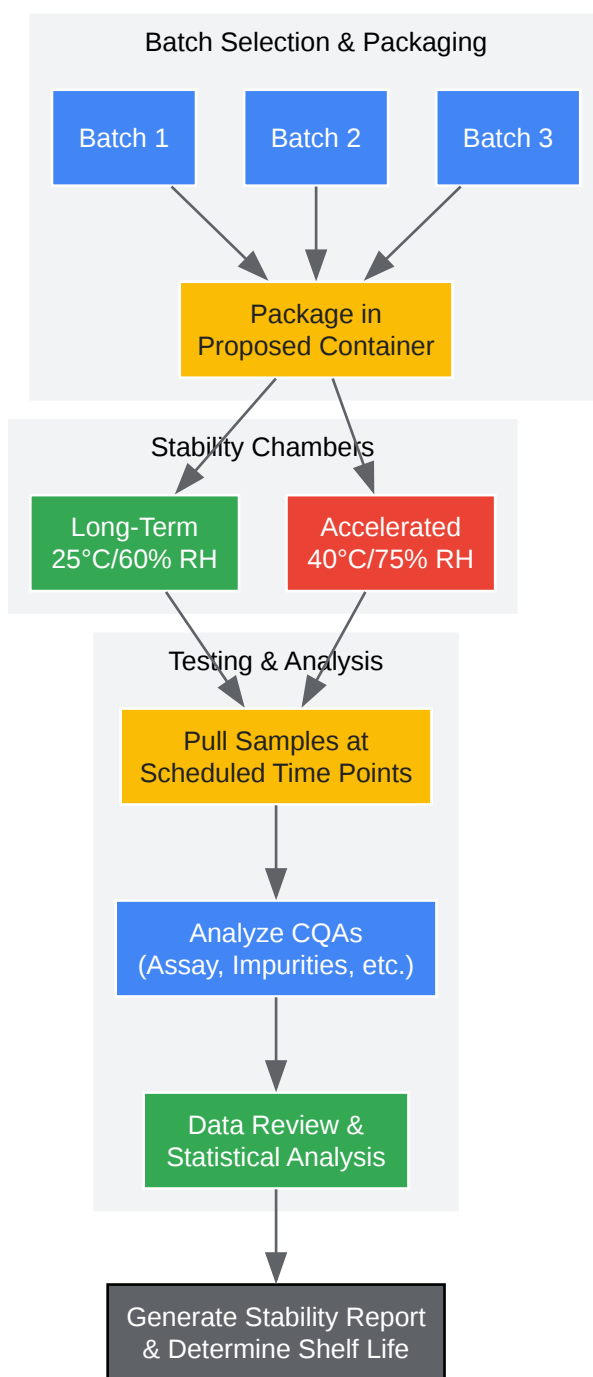 Batch Selection & Packaging
Batch 1
Batch 2
Batch 3
Package in
Proposed Container
Stability Chambers
Long-Term
25°C/60% RH
Accelerated
40°C/75% RH
Testing & Analysis
Pull Samples at
Scheduled Time Points
Analyze CQAs
(Assay, Impurities, etc.)
Data Review &
Statistical Analysis
Generate Stability Report
& Determine Shelf Life